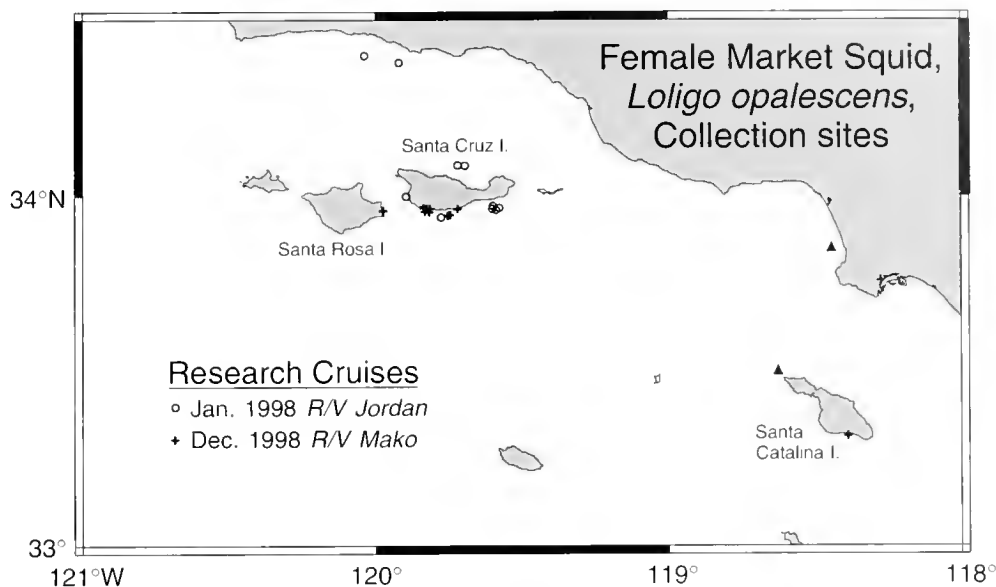 Female Market Squid,
Loligo opalescens,
Collection sites
Santa Cruz I.
34°N
Santa Rosa I
Research Cruises
Jan. 1998 R/V Jordan
Dec. 1998 R/V Mako
Santa
Catalina I.
33°
121°W
120°
119°
118°